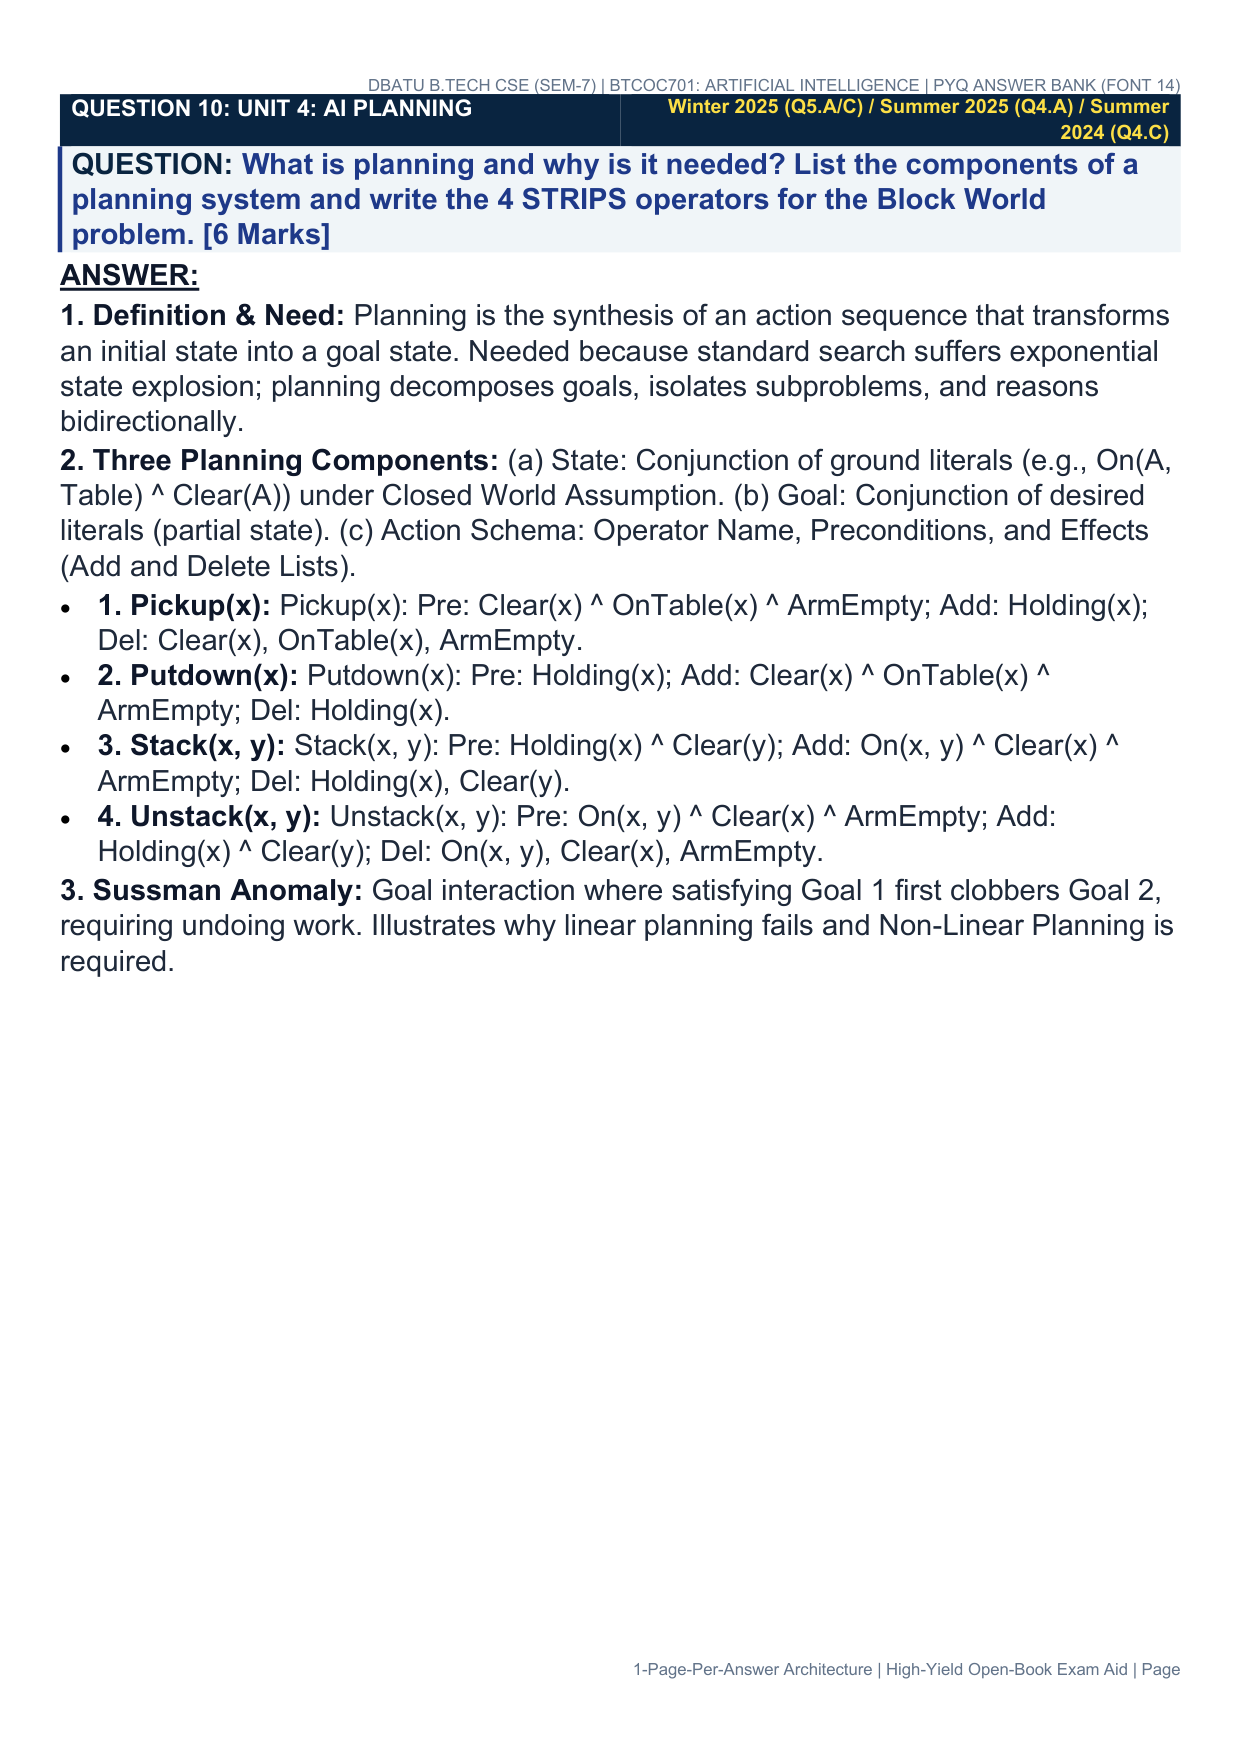 DBATU B.TECH CSE (SEM-7) | BTCOC701: ARTIFICIAL INTELLIGENCE | PYQ ANSWER BANK (FONT 14)
QUESTION 10: UNIT 4: AI PLANNING
Winter 2025 (Q5.A/C) / Summer 2025 (Q4.A) / Summer
2024 (Q4.C)
QUESTION: What is planning and why is it needed? List the components of a
planning system and write the 4 STRIPS operators for the Block World
problem. [6 Marks]
ANSWER:
1. Definition & Need: Planning is the synthesis of an action sequence that transforms
an initial state into a goal state. Needed because standard search suffers exponential
state explosion; planning decomposes goals, isolates subproblems, and reasons
bidirectionally.
2. Three Planning Components: (a) State: Conjunction of ground literals (e.g., On(A,
Table) ^ Clear(A)) under Closed World Assumption. (b) Goal: Conjunction of desired
literals (partial state). (c) Action Schema: Operator Name, Preconditions, and Effects
(Add and Delete Lists).
• 1. Pickup(x): Pickup(x): Pre: Clear(x) ^ OnTable(x) ^ ArmEmpty; Add: Holding(x);
Del: Clear(x), OnTable(x), ArmEmpty.
• 2. Putdown(x): Putdown(x): Pre: Holding(x); Add: Clear(x) ^ OnTable(x) ^
ArmEmpty; Del: Holding(x).
• 3. Stack(x, y): Stack(x, y): Pre: Holding(x) ^ Clear(y); Add: On(x, y) ^ Clear(x) ^
ArmEmpty; Del: Holding(x), Clear(y).
• 4. Unstack(x, y): Unstack(x, y): Pre: On(x, y) ^ Clear(x) ^ ArmEmpty; Add:
Holding(x) ^ Clear(y); Del: On(x, y), Clear(x), ArmEmpty.
3. Sussman Anomaly: Goal interaction where satisfying Goal 1 first clobbers Goal 2,
requiring undoing work. Illustrates why linear planning fails and Non-Linear Planning is
required.
1-Page-Per-Answer Architecture | High-Yield Open-Book Exam Aid | Page